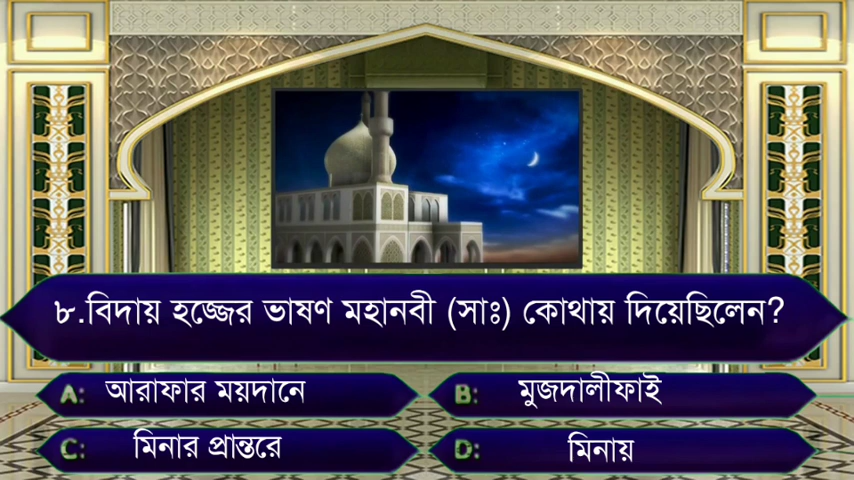 ৮.বিদায় হজ্জের ভাষণ মহানবী (সাঃ) কোথায় দিয়েছিলেন?
A: আরাফার ময়দানে
B: মুজদালীফাই
C: মিনার প্রান্তরে
D: মিনায়